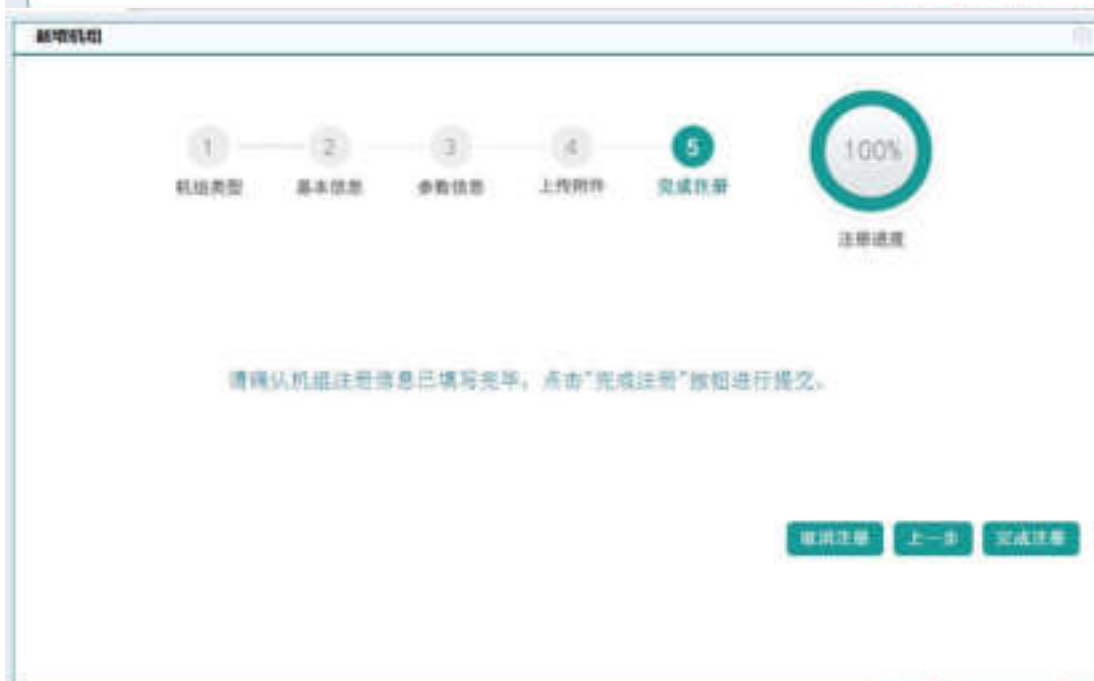 新增机组
1
2
3
4
5
100%
机组类型
基本信息
参数信息
上传附件
完成注册
注册进度
请确认机组注册信息已填写完毕，点击"完成注册"按钮进行提交。
取消注册
上一步
完成注册